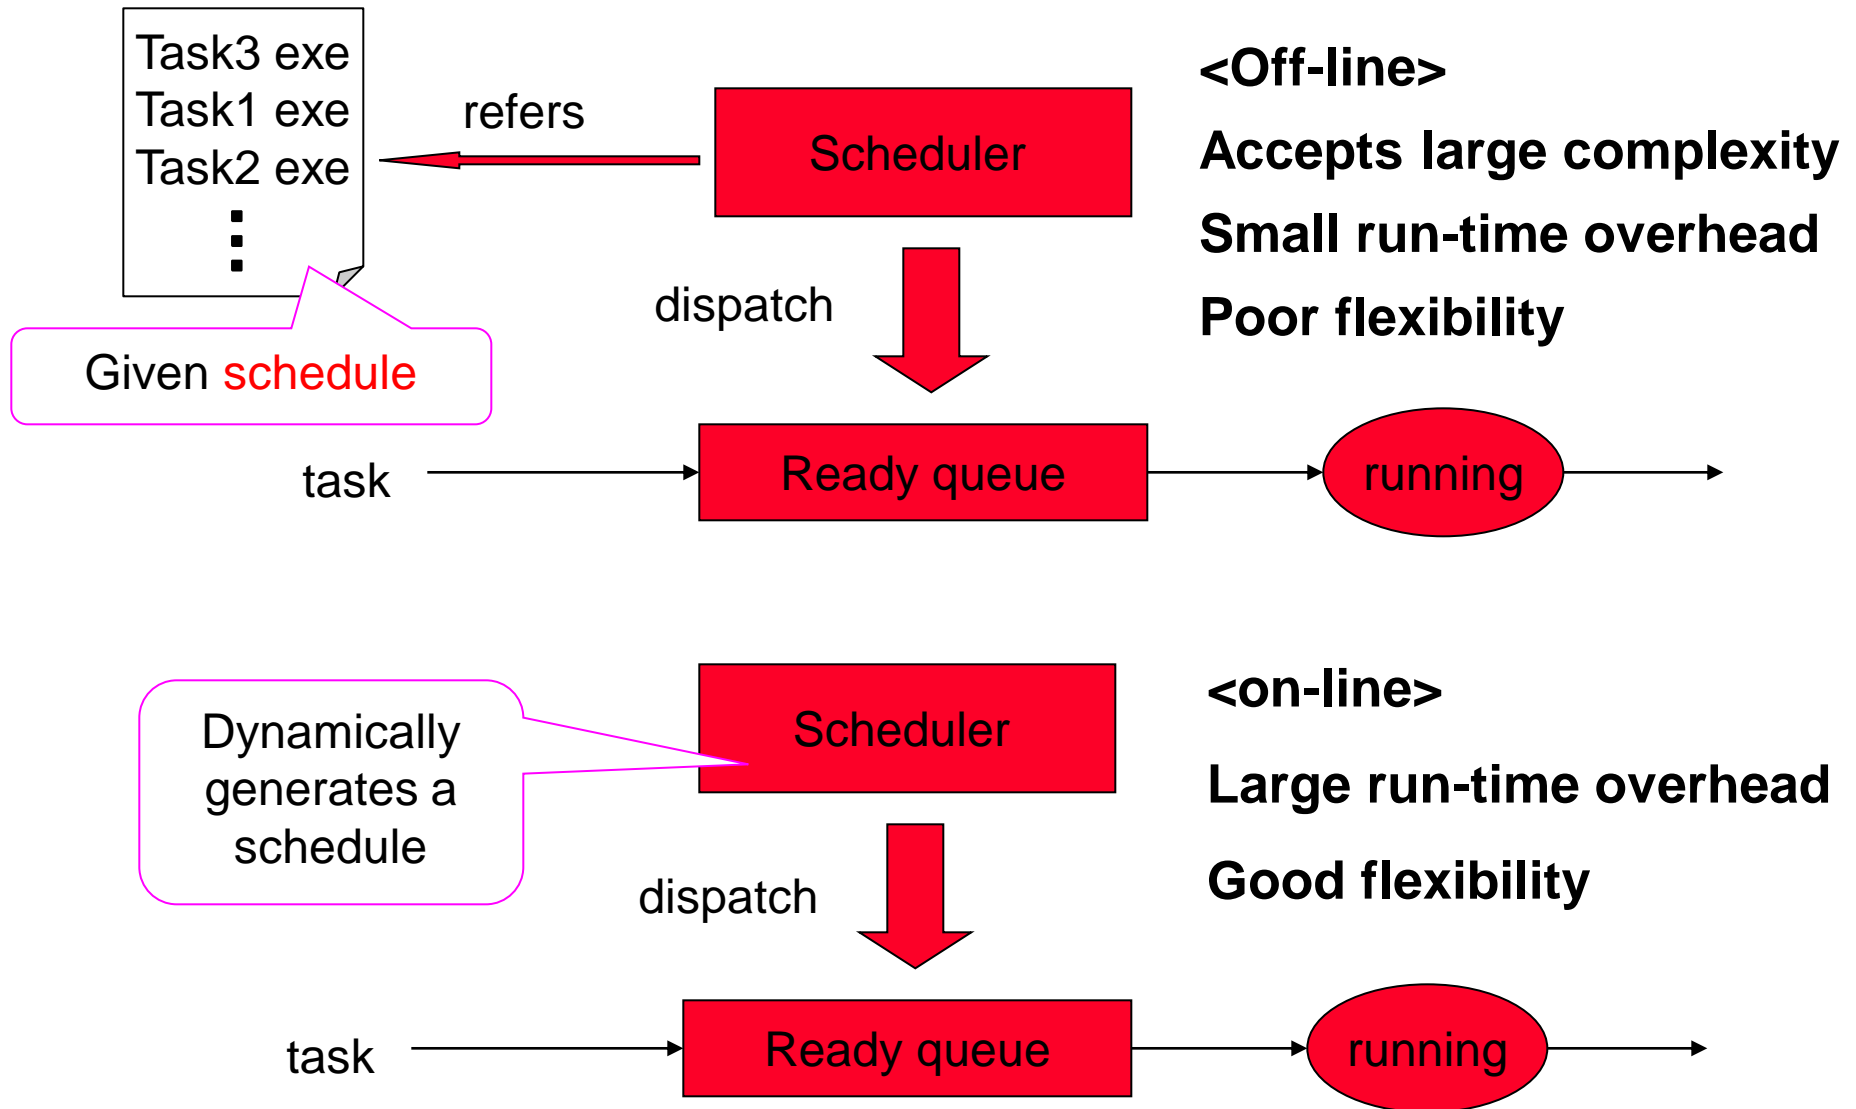 Task3 exe
Task1 exe
Task2 exe
refers
Scheduler
<Off-line>
Accepts large complexity
Small run-time overhead
Poor flexibility
dispatch
Given schedule
task
Ready queue
running
Dynamically
generates a
schedule
Scheduler
<on-line>
Large run-time overhead
Good flexibility
dispatch
task
Ready queue
running